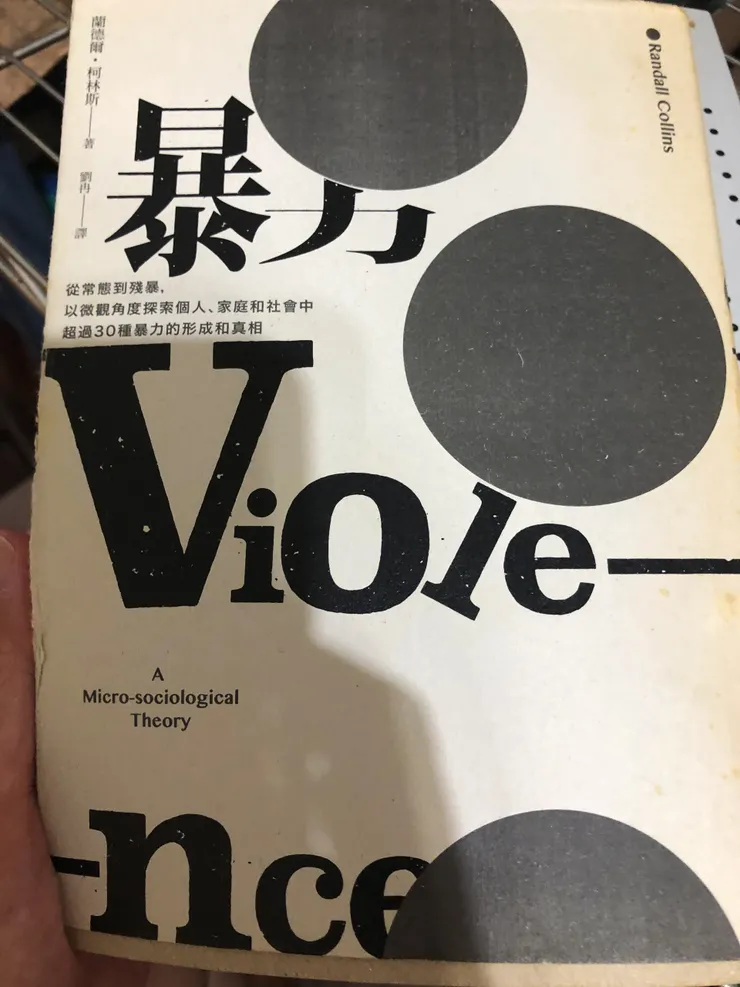 蘭德爾・柯林斯——著
劉冉——譯
Randall Collins
暴力
從常態到殘暴，
以微觀角度探索個人、家庭和社會中
超過30種暴力的形成和真相
Viole—
A
Micro-sociological
Theory
—nce